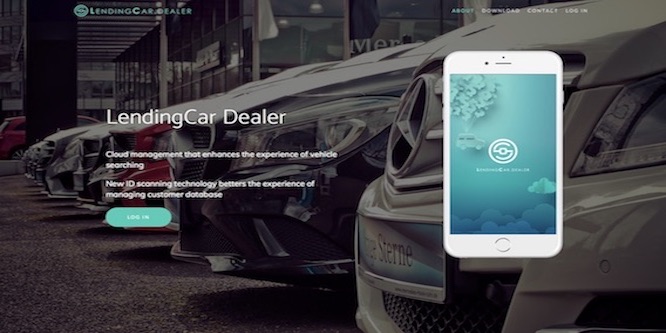 LENDINGCAR.DEALER
ABOUT DOWNLOAD CONTACT LOG IN
LendingCar Dealer
Cloud management that enhances the experience of vehicle
searching
New ID scanning technology betters the experience of
managing customer database
LOG IN
LENDINGCAR.DEALER
Sterne